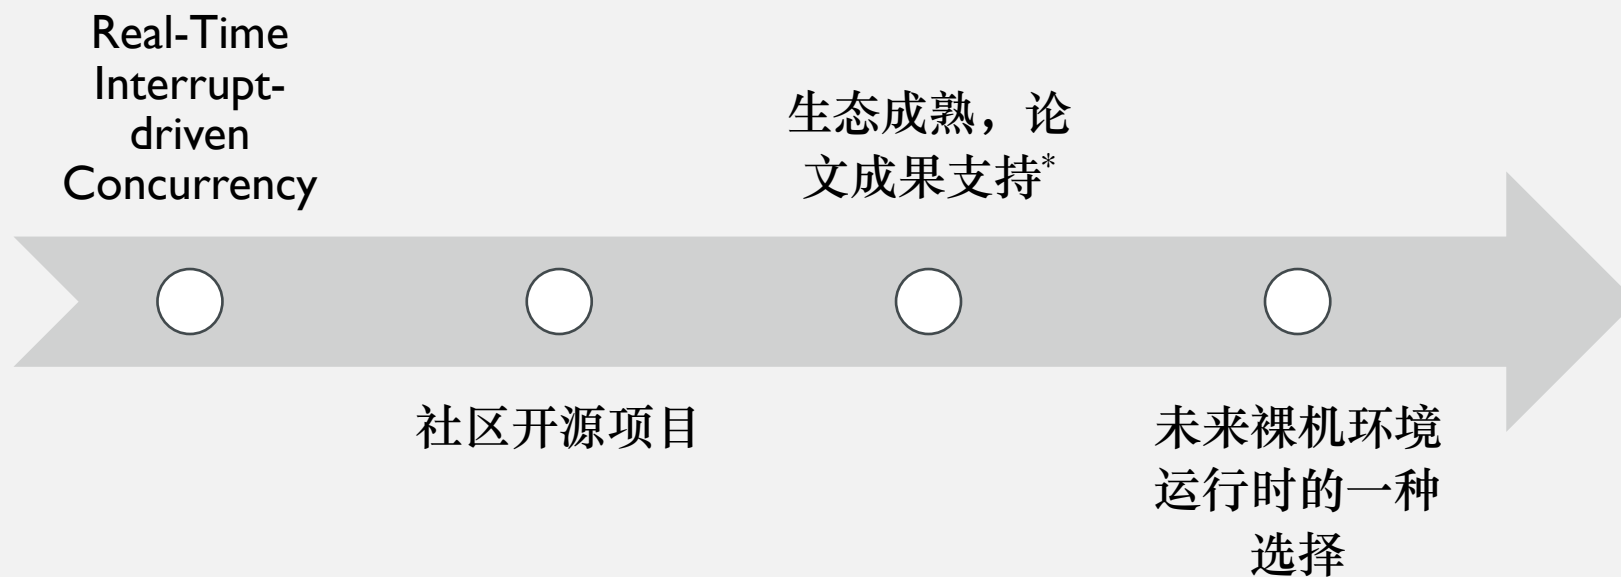 Real-Time
Interrupt-
driven
Concurrency
社区开源项目
生态成熟，论
文成果支持*
未来裸机环境
运行时的一种
选择